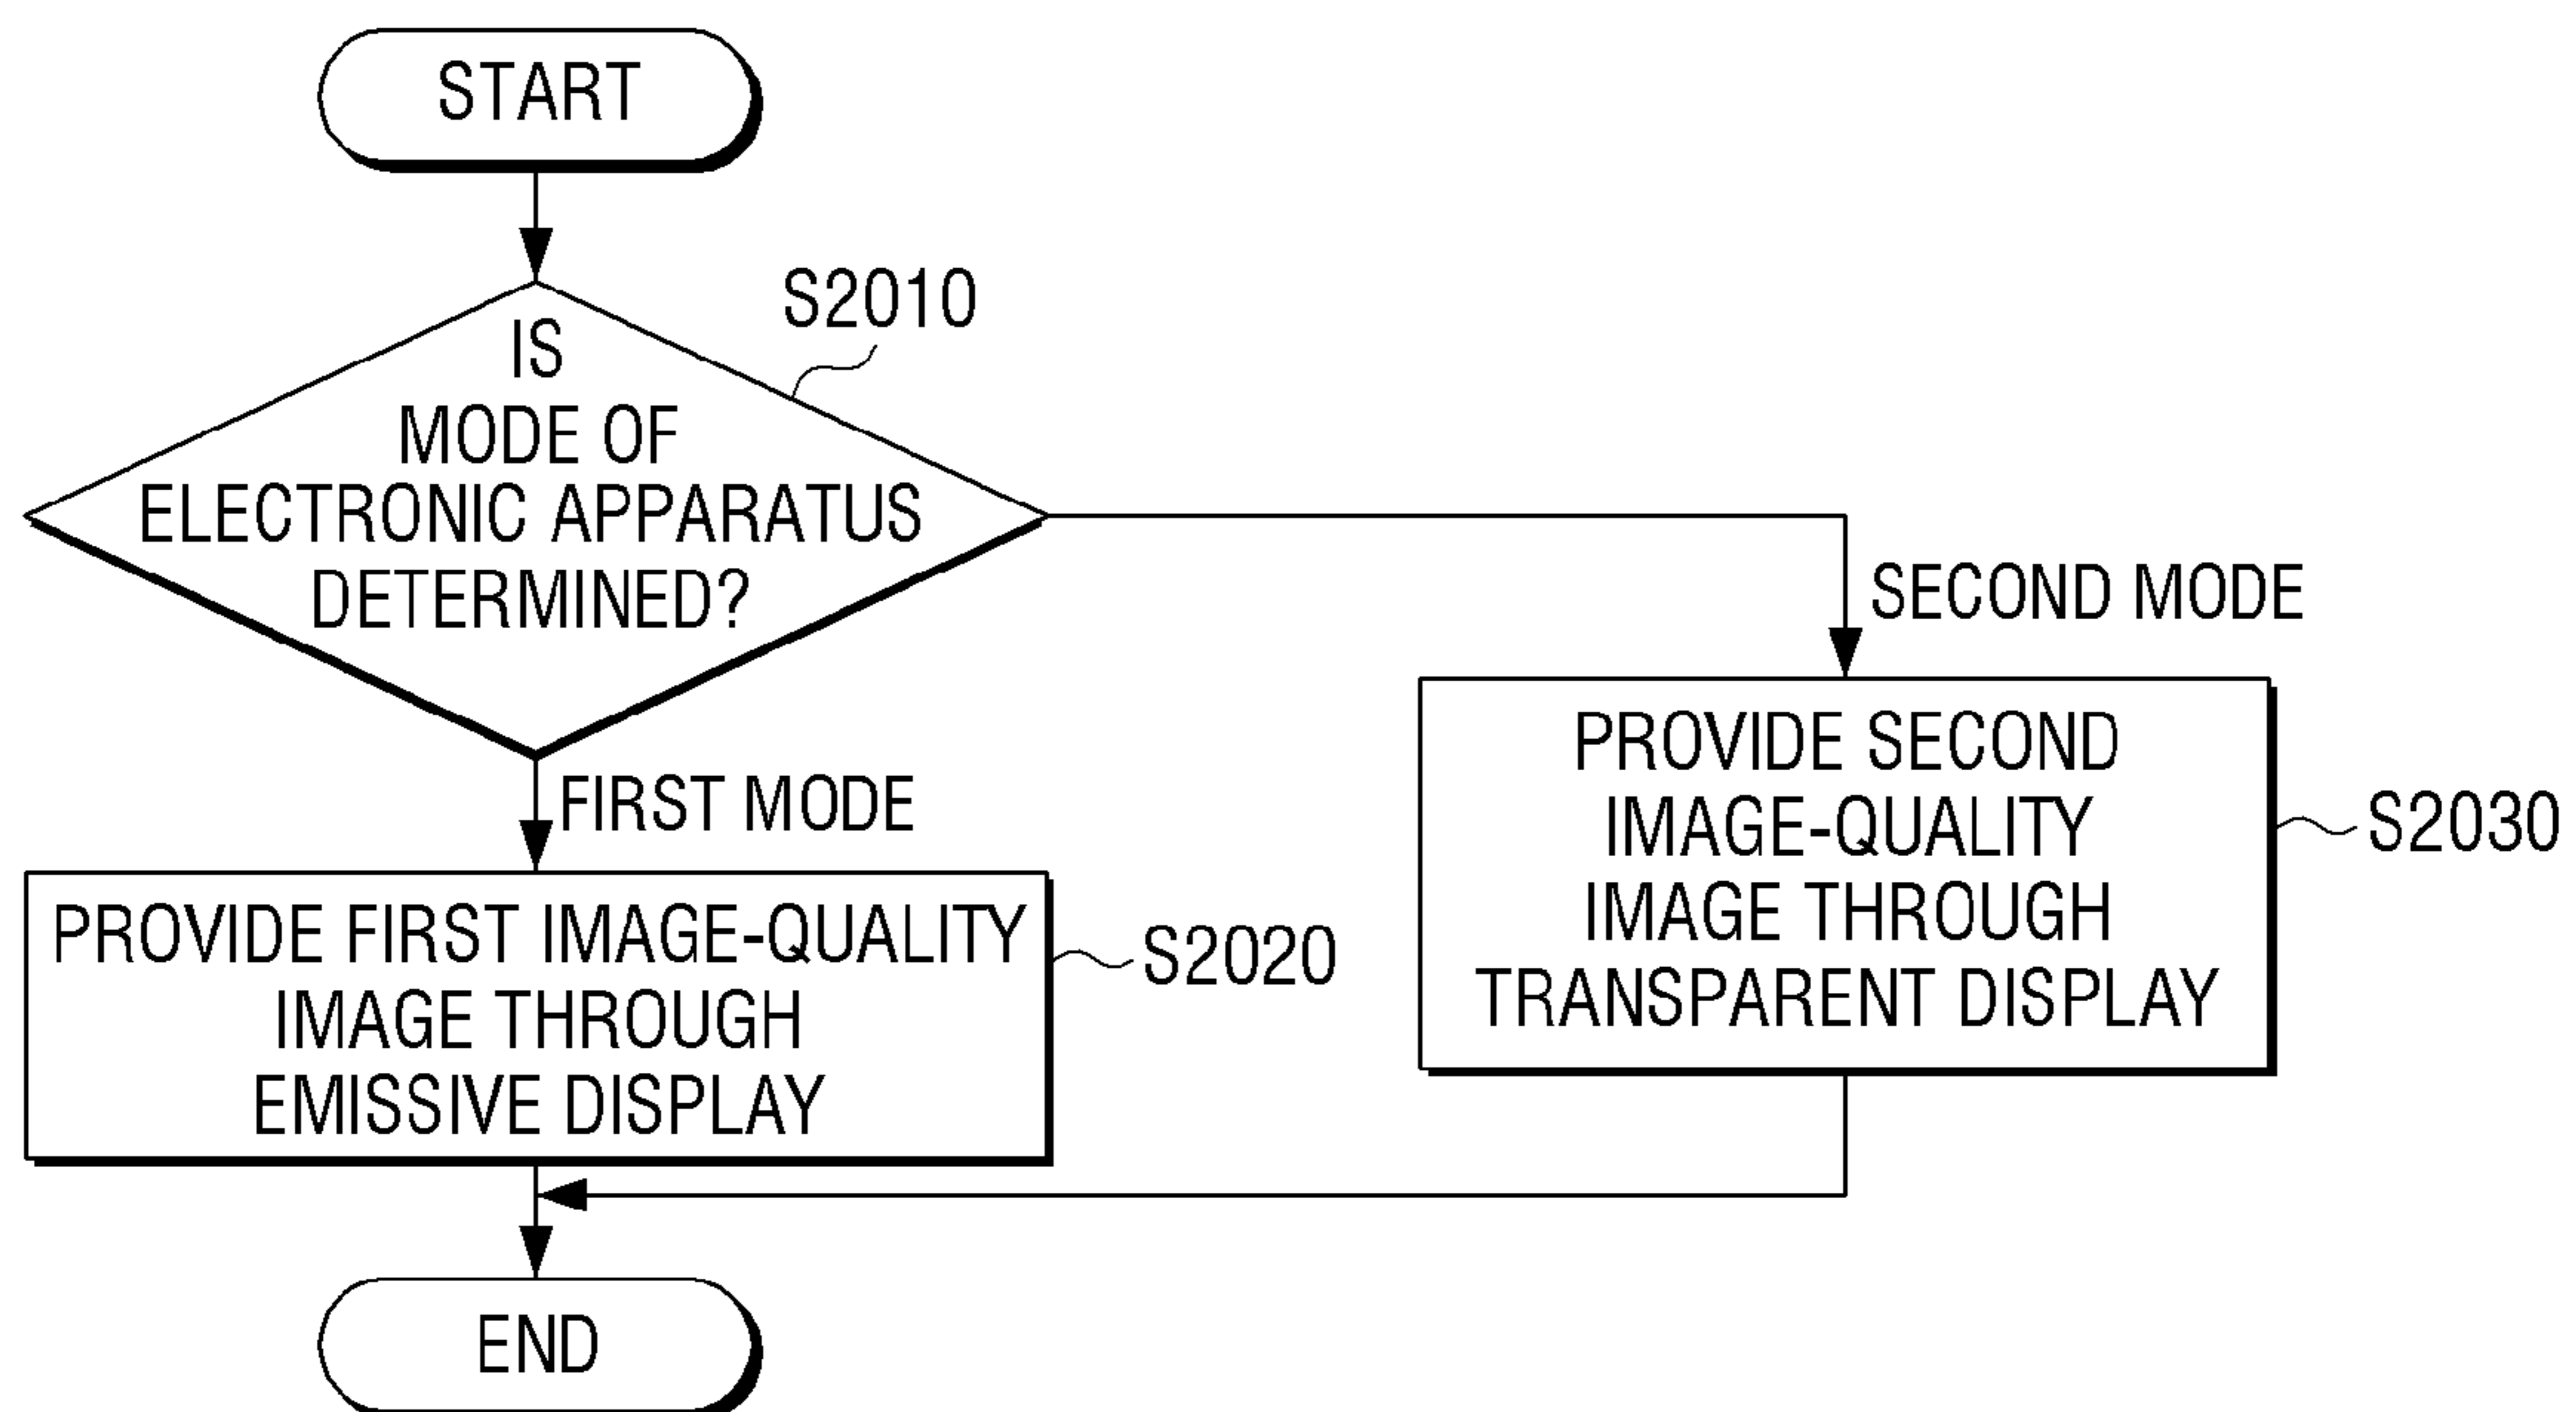 START
S2010
IS
MODE OF
ELECTRONIC APPARATUS
DETERMINED?
SECOND MODE
FIRST MODE
PROVIDE SECOND
IMAGE-QUALITY
IMAGE THROUGH
TRANSPARENT DISPLAY
S2030
PROVIDE FIRST IMAGE-QUALITY
IMAGE THROUGH
EMISSIVE DISPLAY
S2020
END